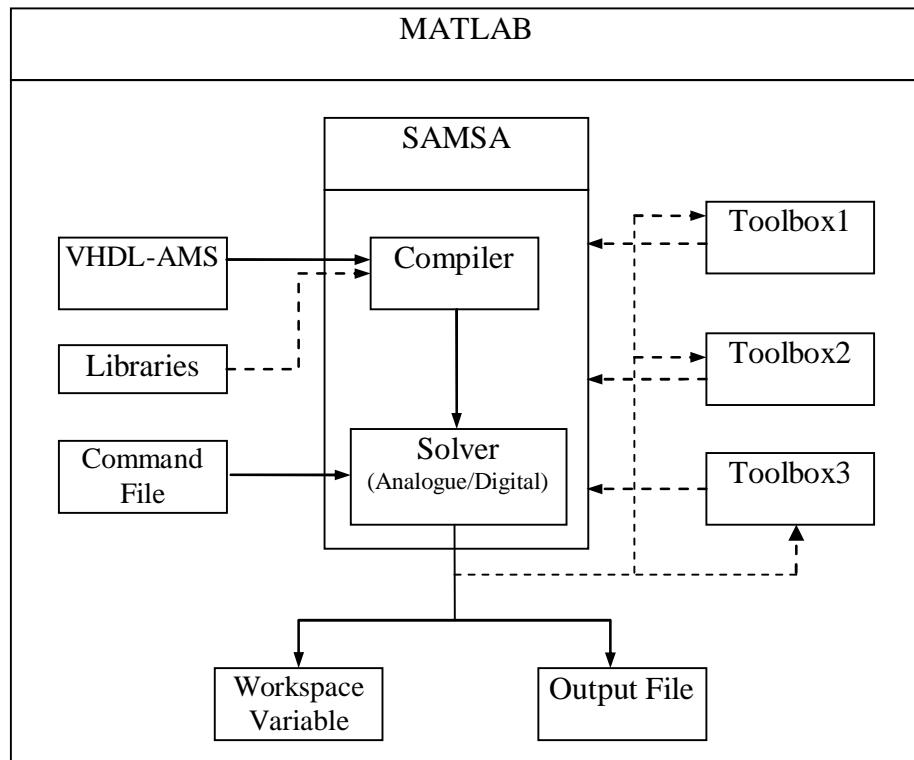 MATLAB
SAMSA
VHDL-AMS
Compiler
Toolbox1
Libraries
Toolbox2
Command
File
Solver
(Analogue/Digital)
Toolbox3
Workspace
Variable
Output File